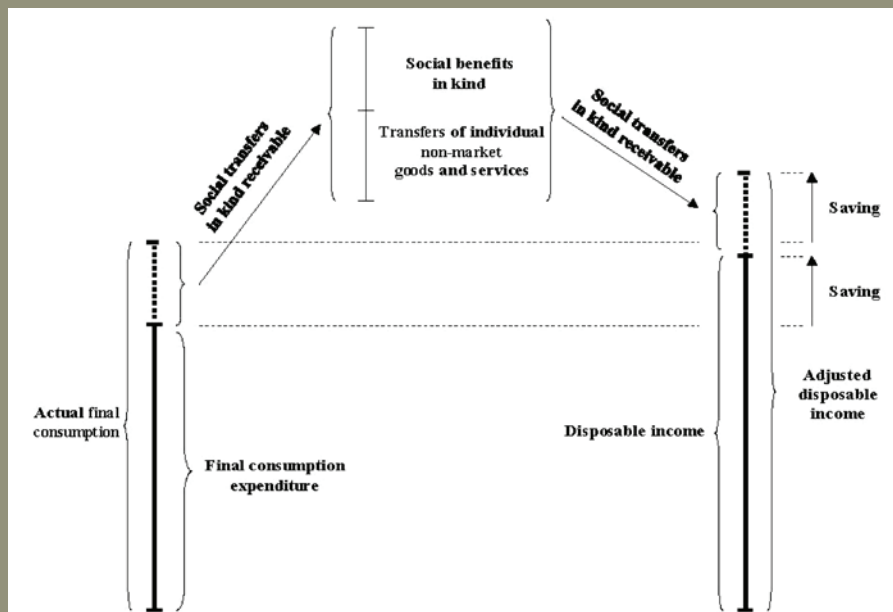 Social benefits
in kind
Transfers of individual
non-market
goods and services
Social transfers
in kind receivable
Social transfers
in kind receivable
Saving
Saving
Actual final
consumption
Final consumption
expenditure
Disposable income
Adjusted
disposable
income